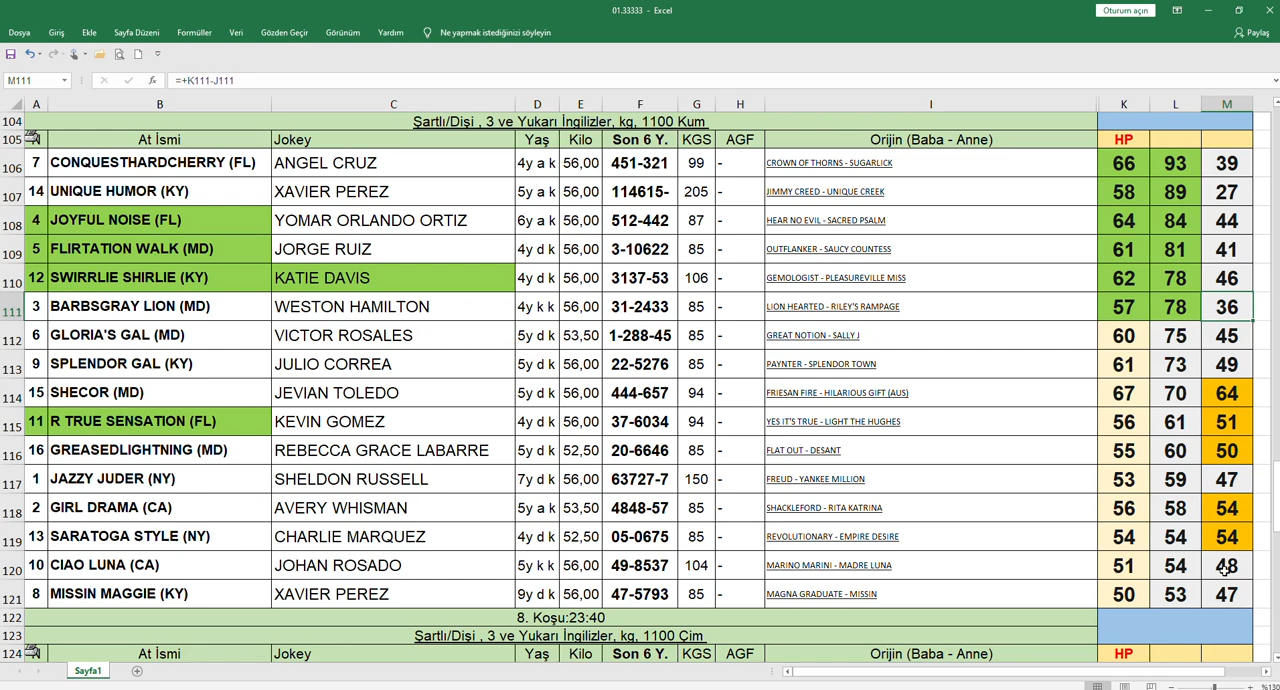 01.33333 - Excel
Oturum açın
Dosya Giriş Ekle Sayfa Düzeni Formüller Veri Gözden Geçir Görünüm Yardım Ne yapmak istediğinizi söyleyin Paylaş
M111 fx =+K111-J111
A B C D E F G H I K L M
104 Şartlı/Dişi , 3 ve Yukarı İngilizler, kg, 1100 Kum
105 At İsmi Jokey Yaş Kilo Son 6 Y. KGS AGF Orijin (Baba - Anne) HP
106 7 CONQUESTHARDCHERRY (FL) ANGEL CRUZ 4y a k 56,00 451-321 99 - CROWN OF THORNS - SUGARLICK 66 93 39
107 14 UNIQUE HUMOR (KY) XAVIER PEREZ 5y a k 56,00 114615- 205 - JIMMY CREED - UNIQUE CREEK 58 89 27
108 4 JOYFUL NOISE (FL) YOMAR ORLANDO ORTIZ 6y a k 56,00 512-442 87 - HEAR NO EVIL - SACRED PSALM 64 84 44
109 5 FLIRTATION WALK (MD) JORGE RUIZ 4y d k 56,00 3-10622 85 - OUTFLANKER - SAUCY COUNTESS 61 81 41
110 12 SWIRRLIE SHIRLIE (KY) KATIE DAVIS 4y d k 56,00 3137-53 106 - GEMOLOGIST - PLEASUREVILLE MISS 62 78 46
111 3 BARBSGRAY LION (MD) WESTON HAMILTON 4y k k 56,00 31-2433 85 - LION HEARTED - RILEY'S RAMPAGE 57 78 36
112 6 GLORIA'S GAL (MD) VICTOR ROSALES 5y d k 53,50 1-288-45 85 - GREAT NOTION - SALLY J 60 75 45
113 9 SPLENDOR GAL (KY) JULIO CORREA 4y d k 56,00 22-5276 85 - PAYNTER - SPLENDOR TOWN 61 73 49
114 15 SHECOR (MD) JEVIAN TOLEDO 5y d k 56,00 444-657 94 - FRIESAN FIRE - HILARIOUS GIFT (AUS) 67 70 64
115 11 R TRUE SENSATION (FL) KEVIN GOMEZ 4y d k 56,00 37-6034 94 - YES IT'S TRUE - LIGHT THE HUGHES 56 61 51
116 16 GREASEDLIGHTNING (MD) REBECCA GRACE LABARRE 5y d k 52,50 20-6646 85 - FLAT OUT - DESANT 55 60 50
117 1 JAZZY JUDER (NY) SHELDON RUSSELL 7y d k 56,00 63727-7 150 - FREUD - YANKEE MILLION 53 59 47
118 2 GIRL DRAMA (CA) AVERY WHISMAN 5y a k 53,50 4848-57 85 - SHACKLEFORD - RITA KATRINA 56 58 54
119 13 SARATOGA STYLE (NY) CHARLIE MARQUEZ 4y d k 52,50 05-0675 85 - REVOLUTIONARY - EMPIRE DESIRE 54 54 54
120 10 CIAO LUNA (CA) JOHAN ROSADO 5y k k 56,00 49-8537 104 - MARINO MARINI - MADRE LUNA 51 54 48
121 8 MISSIN MAGGIE (KY) XAVIER PEREZ 9y d k 56,00 47-5793 85 - MAGNA GRADUATE - MISSIN 50 53 47
122 8. Koşu:23:40
123 Şartlı/Dişi , 3 ve Yukarı İngilizler, kg, 1100 Çim
124 At İsmi Jokey Yaş Kilo Son 6 Y. KGS AGF Orijin (Baba - Anne) HP
Sayfa1
%130